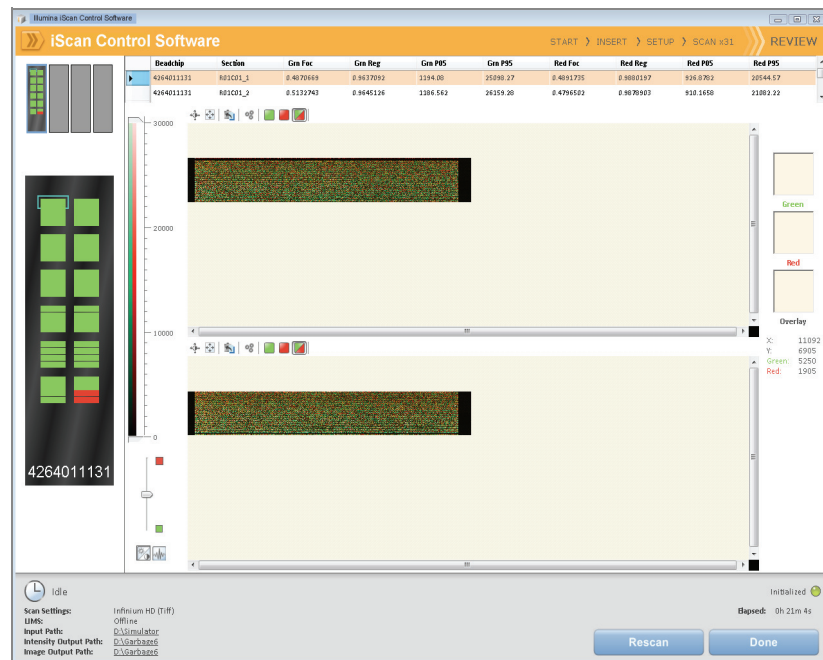 Illumina iScan Control Software
iScan Control Software
START > INSERT > SETUP > SCAN x31 REVIEW
Beadchip Section Grn Foc Grn Reg Grn P05 Grn P95 Red Foc Red Reg Red P05 Red P95
4264011131 R01C01_1 0.4870669 0.9637092 1194.08 25098.27 0.4891735 0.9880197 926.8782 20544.57
4264011131 R01C01_2 0.5132743 0.9645126 1186.562 26159.28 0.4796502 0.9878903 910.1658 21082.22
30000
20000
10000
0
Green
Red
Overlay
X: 11092
Y: 6905
Green: 5250
Red: 1905
4264011131
Idle
Initialized
Scan Settings: Infinium HD (Tiff)
LIMS: Offline
Input Path: D:\Simulator
Intensity Output Path: D:\Garbage6
Image Output Path: D:\Garbage6
Elapsed: 0h 21m 4s
Rescan
Done